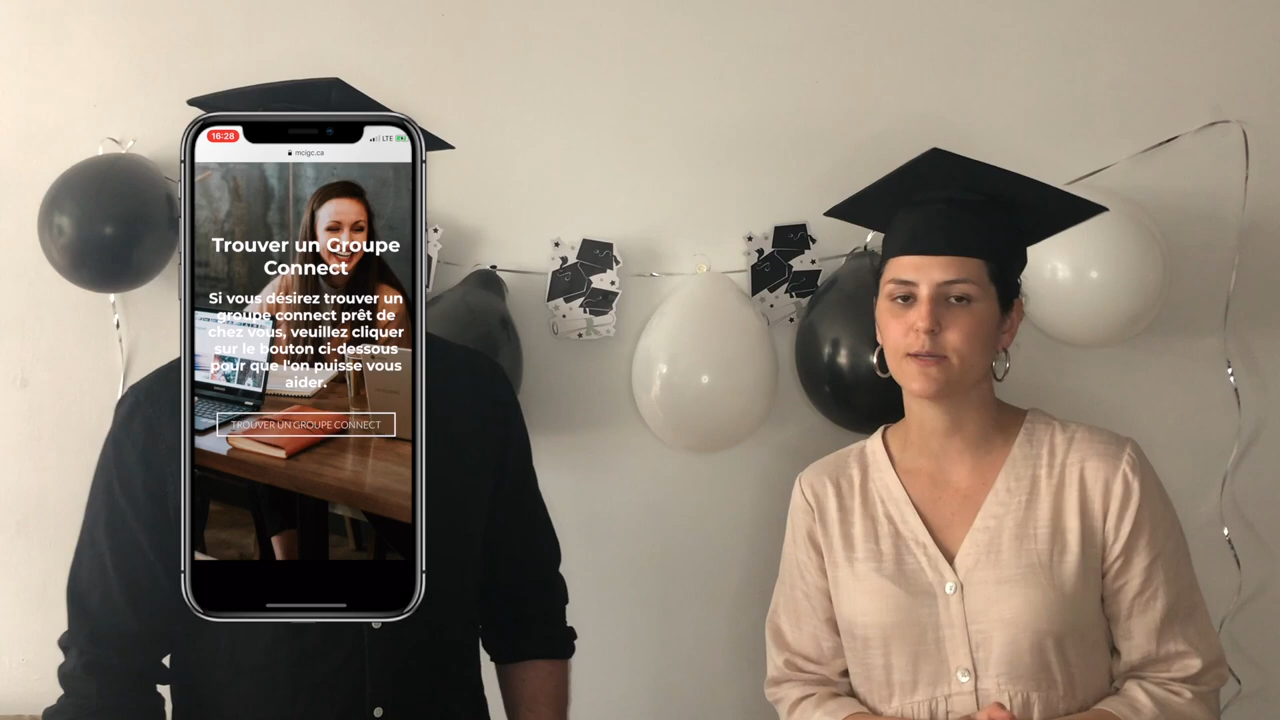 16:28
LTE
mcigc.ca
Trouver un Groupe
Connect
Si vous désirez trouver un
groupe connect prêt de
chez vous, veuillez cliquer
sur le bouton ci-dessous
pour que l'on puisse vous
aider.
TROUVER UN GROUPE CONNECT